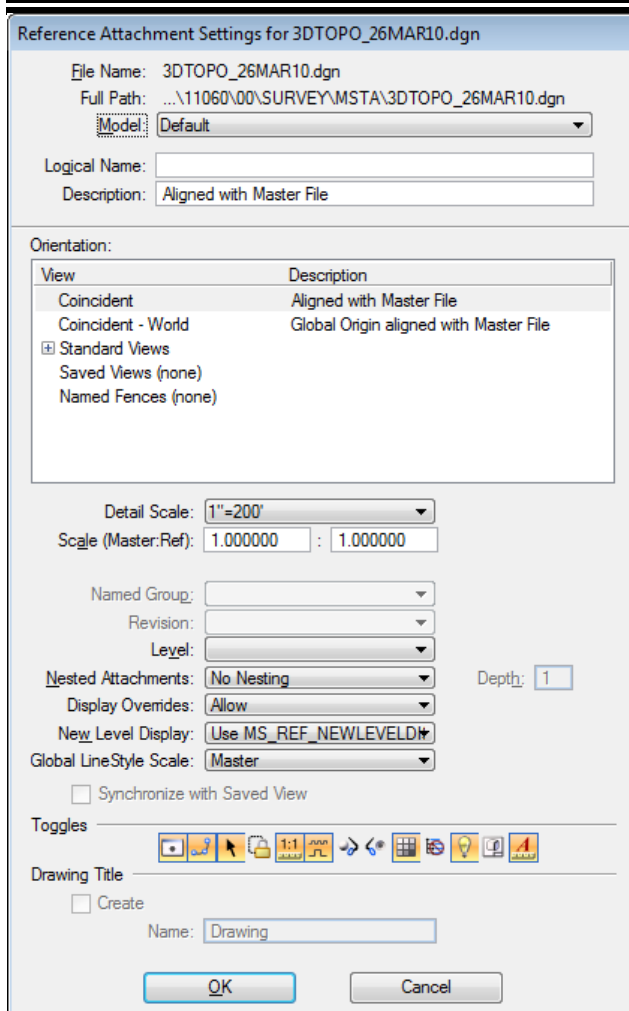 Reference Attachment Settings for 3DTOPO_26MAR10.dgn
File Name: 3DTOPO_26MAR10.dgn
Full Path: ...\11060\00\SURVEY\MSTA\3DTOPO_26MAR10.dgn
Model: Default
Logical Name:
Description: Aligned with Master File
Orientation:
View Description
Coincident Aligned with Master File
Coincident - World Global Origin aligned with Master File
Standard Views
Saved Views (none)
Named Fences (none)
Detail Scale: 1"=200'
Scale (Master:Ref): 1.000000 : 1.000000
Named Group:
Revision:
Level:
Nested Attachments: No Nesting Depth: 1
Display Overrides: Allow
New Level Display: Use MS_REF_NEWLEVELDI
Global LineStyle Scale: Master
Synchronize with Saved View
Toggles
1:1 A
Drawing Title
Create
Name: Drawing
OK Cancel